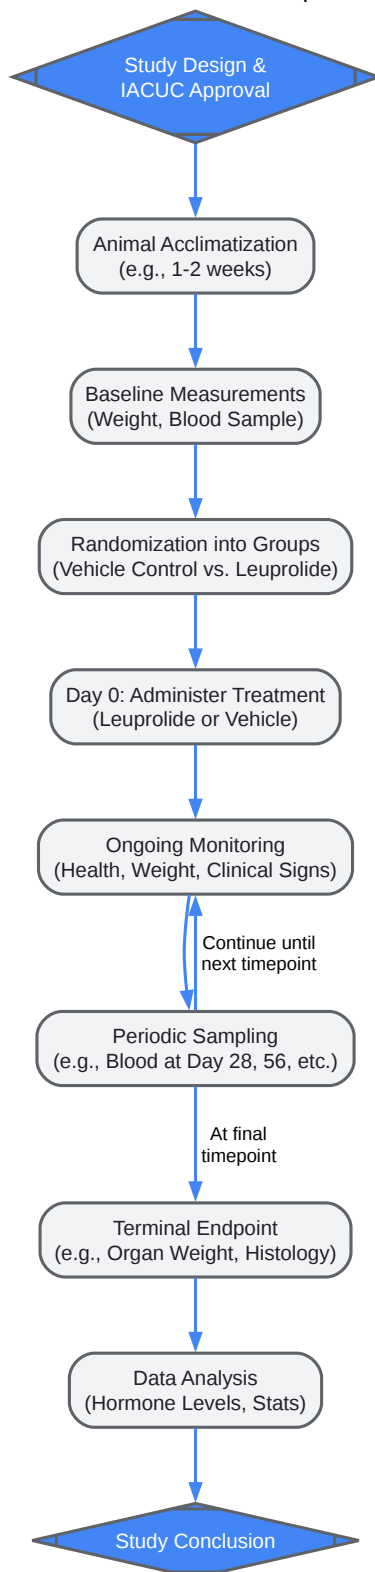 Study Design &
IACUC Approval
Animal Acclimatization
(e.g., 1-2 weeks)
Baseline Measurements
(Weight, Blood Sample)
Randomization into Groups
(Vehicle Control vs. Leuprolide)
Day 0: Administer Treatment
(Leuprolide or Vehicle)
Ongoing Monitoring
(Health, Weight, Clinical Signs)
Continue until
next timepoint
Periodic Sampling
(e.g., Blood at Day 28, 56, etc.)
At final
timepoint
Terminal Endpoint
(e.g., Organ Weight, Histology)
Data Analysis
(Hormone Levels, Stats)
Study Conclusion